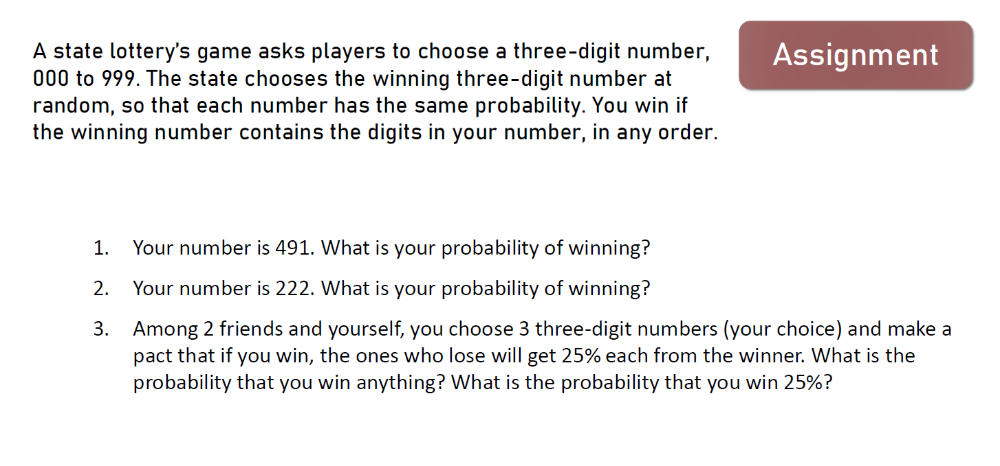 Assignment
A state lottery's game asks players to choose a three-digit number,
000 to 999. The state chooses the winning three-digit number at
random, so that each number has the same probability. You win if
the winning number contains the digits in your number, in any order.
1. Your number is 491. What is your probability of winning?
2. Your number is 222. What is your probability of winning?
3. Among 2 friends and yourself, you choose 3 three-digit numbers (your choice) and make a
pact that if you win, the ones who lose will get 25% each from the winner. What is the
probability that you win anything? What is the probability that you win 25%?